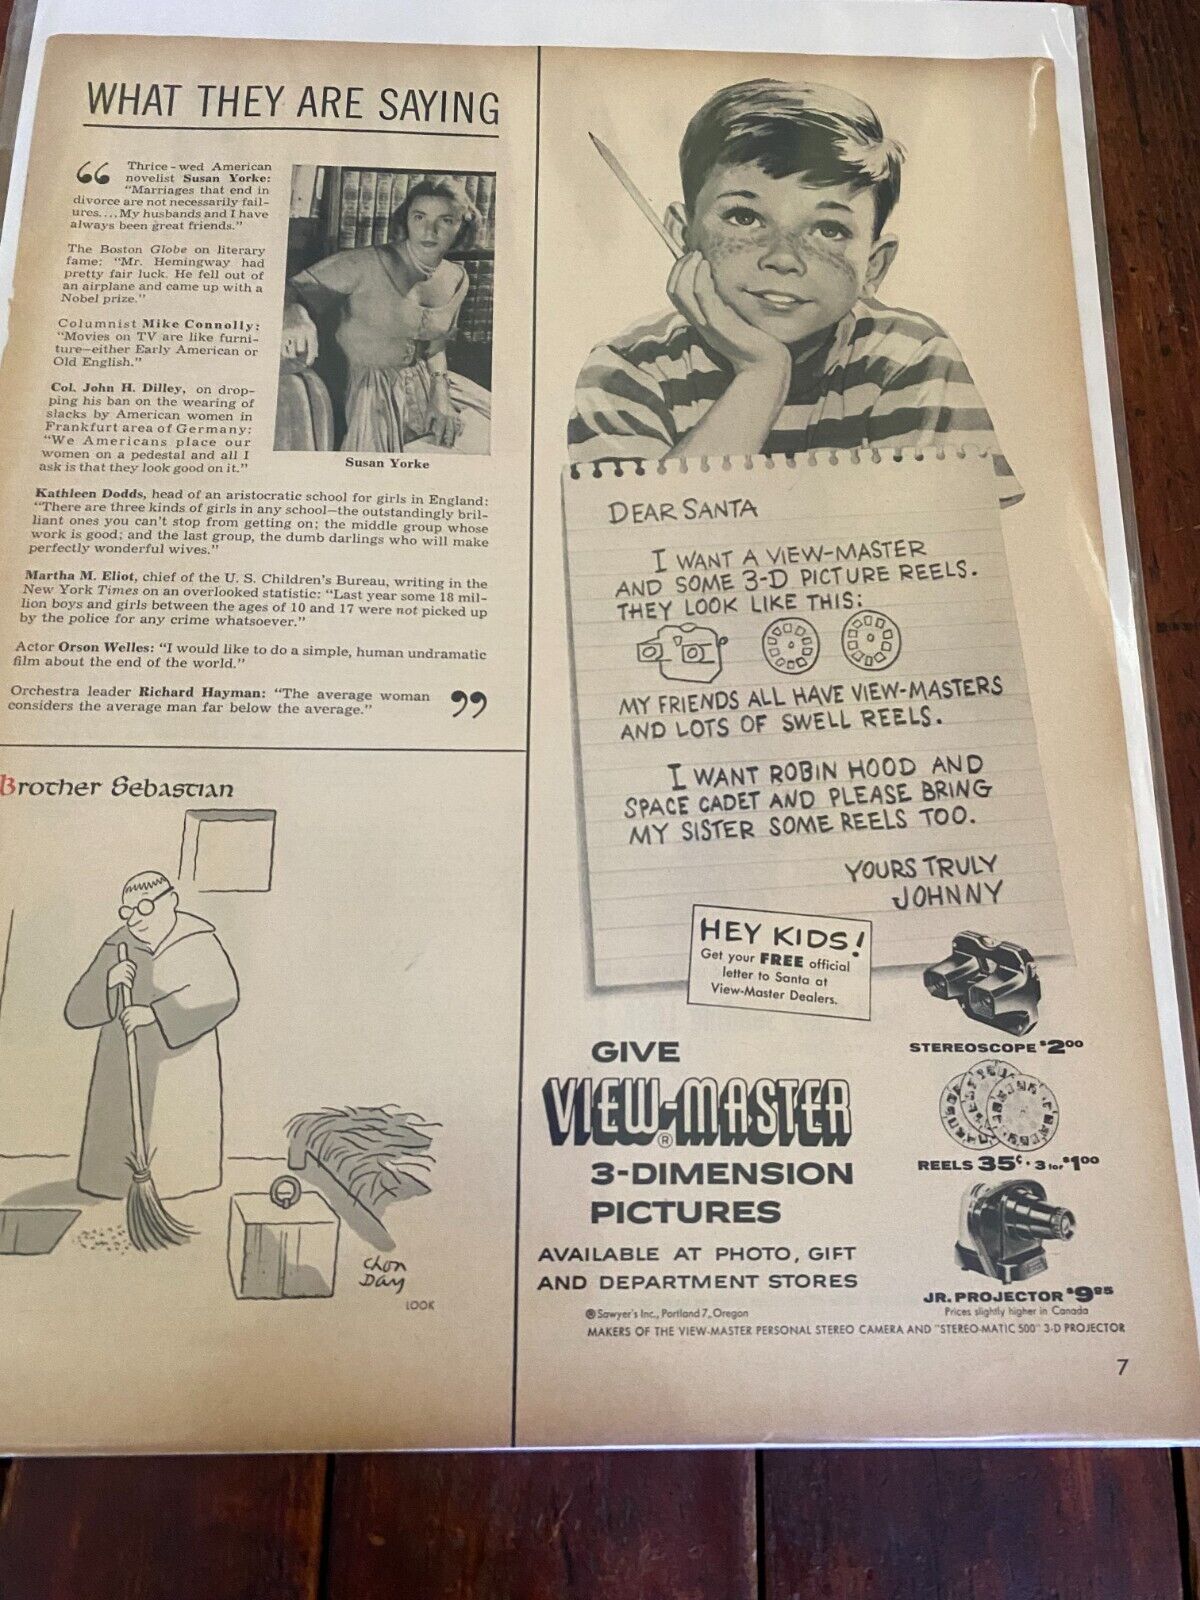 WHAT THEY ARE SAYING
“
Thrice-wed American
novelist Susan Yorke:
"Marriages that end in
divorce are not necessarily fail-
ures....My husbands and I have
always been great friends."
The Boston Globe on literary
fame: "Mr. Hemingway had
pretty fair luck. He fell out of
an airplane and came up with a
Nobel prize."
Columnist Mike Connolly:
"Movies on TV are like furni-
ture—either Early American or
Old English."
Col. John H. Dilley, on drop-
ping his ban on the wearing of
slacks by American women in
Frankfurt area of Germany:
"We Americans place our
women on a pedestal and all I
ask is that they look good on it."
Susan Yorke
Kathleen Dodds, head of an aristocratic school for girls in England:
"There are three kinds of girls in any school—the outstandingly bril-
liant ones you can't stop from getting on; the middle group whose
work is good; and the last group, the dumb darlings who will make
perfectly wonderful wives."
Martha M. Eliot, chief of the U. S. Children's Bureau, writing in the
New York Times on an overlooked statistic: "Last year some 18 mil-
lion boys and girls between the ages of 10 and 17 were not picked up
by the police for any crime whatsoever."
Actor Orson Welles: "I would like to do a simple, human undramatic
film about the end of the world."
Orchestra leader Richard Hayman: "The average woman
considers the average man far below the average."
”
Brother Sebastian
Chon
Day
LOOK
DEAR SANTA
I WANT A VIEW-MASTER
AND SOME 3-D PICTURE REELS.
THEY LOOK LIKE THIS:
MY FRIENDS ALL HAVE VIEW-MASTERS
AND LOTS OF SWELL REELS.
I WANT ROBIN HOOD AND
SPACE CADET AND PLEASE BRING
MY SISTER SOME REELS TOO.
YOURS TRULY
JOHNNY
HEY KIDS!
Get your FREE official
letter to Santa at
View-Master Dealers.
GIVE
VIEW-MASTER®
3-DIMENSION
PICTURES
AVAILABLE AT PHOTO, GIFT
AND DEPARTMENT STORES
STEREOSCOPE $2.00
REELS 35¢ · 3 for $1.00
JR. PROJECTOR $9.95
Prices slightly higher in Canada
® Sawyer's Inc., Portland 7, Oregon
MAKERS OF THE VIEW-MASTER PERSONAL STEREO CAMERA AND "STEREO-MATIC 500" 3-D PROJECTOR
7